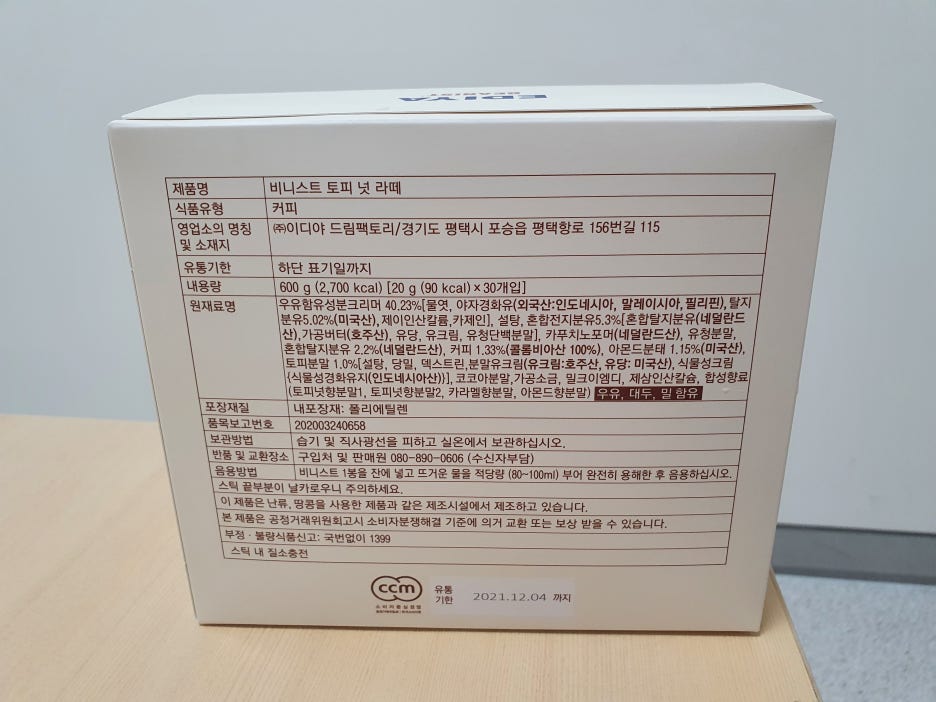 EDIYA
BEANIST
제품명 비니스트 토피 넛 라떼
식품유형 커피
영업소의 명칭 및 소재지 ㈜이디야 드림팩토리/경기도 평택시 포승읍 평택항로 156번길 115
유통기한 하단 표기일까지
내용량 600 g (2,700 kcal) [20 g (90 kcal) × 30개입]
원재료명 우유함유성분크리머 40.23%[물엿, 야자경화유(외국산:인도네시아, 말레이시아, 필리핀), 탈지
분유5.02%(미국산), 제이인산칼륨,카제인], 설탕, 혼합전지분유5.3%[혼합탈지분유(네덜란드
산),가공버터(호주산), 유당, 유크림, 유청단백분말], 카푸치노포머(네덜란드산), 유청분말,
혼합탈지분유 2.2%(네덜란드산), 커피 1.33%(콜롬비아산 100%), 아몬드분태 1.15%(미국산),
토피분말 1.0%[설탕, 당밀, 덱스트린,분말유크림(유크림:호주산, 유당: 미국산), 식물성크림
{식물성경화유지(인도네시아산)}], 코코아분말,가공소금, 밀크이엠디, 제삼인산칼슘, 합성향료
(토피넛향분말1, 토피넛향분말2, 카라멜향분말, 아몬드향분말) 우유, 대두, 밀 함유
포장재질 내포장재: 폴리에틸렌
품목보고번호 202003240658
보관방법 습기 및 직사광선을 피하고 실온에서 보관하십시오.
반품 및 교환장소 구입처 및 판매원 080-890-0606 (수신자부담)
음용방법 비니스트 1봉을 잔에 넣고 뜨거운 물을 적당량 (80~100ml) 부어 완전히 용해한 후 음용하십시오.
스틱 끝부분이 날카로우니 주의하세요.
이 제품은 난류, 땅콩을 사용한 제품과 같은 제조시설에서 제조하고 있습니다.
본 제품은 공정거래위원회고시 소비자분쟁해결 기준에 의거 교환 또는 보상 받을 수 있습니다.
부정·불량식품신고: 국번없이 1399
스틱 내 질소충전
ccm
소비자중심경영
유통
기한 2021.12.04 까지